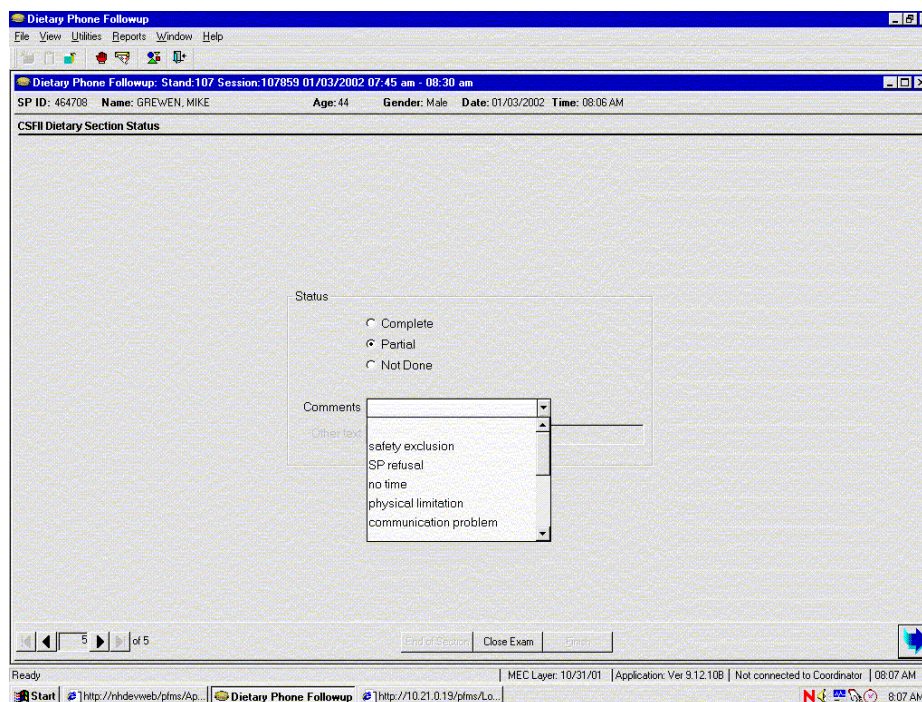 Dietary Phone Followup
File View Utilities Reports Window Help
Dietary Phone Followup: Stand:107 Session:107859 01/03/2002 07:45 am - 08:30 am
SP ID: 464708 Name: GREWEN, MIKE Age: 44 Gender: Male Date: 01/03/2002 Time: 08:06 AM
CSFII Dietary Section Status
Status
Complete
Partial
Not Done
Comments
Other text
safety exclusion
SP refusal
no time
physical limitation
communication problem
5 of 5 End of Section Close Exam Finish
Ready MEC Layer: 10/31/01 Application: Ver 9.12.10B Not connected to Coordinator 08:07 AM
Start http://nhdevweb/pfms/Ap... Dietary Phone Followup http://10.21.0.19/pfms/Lo... 8:07 AM